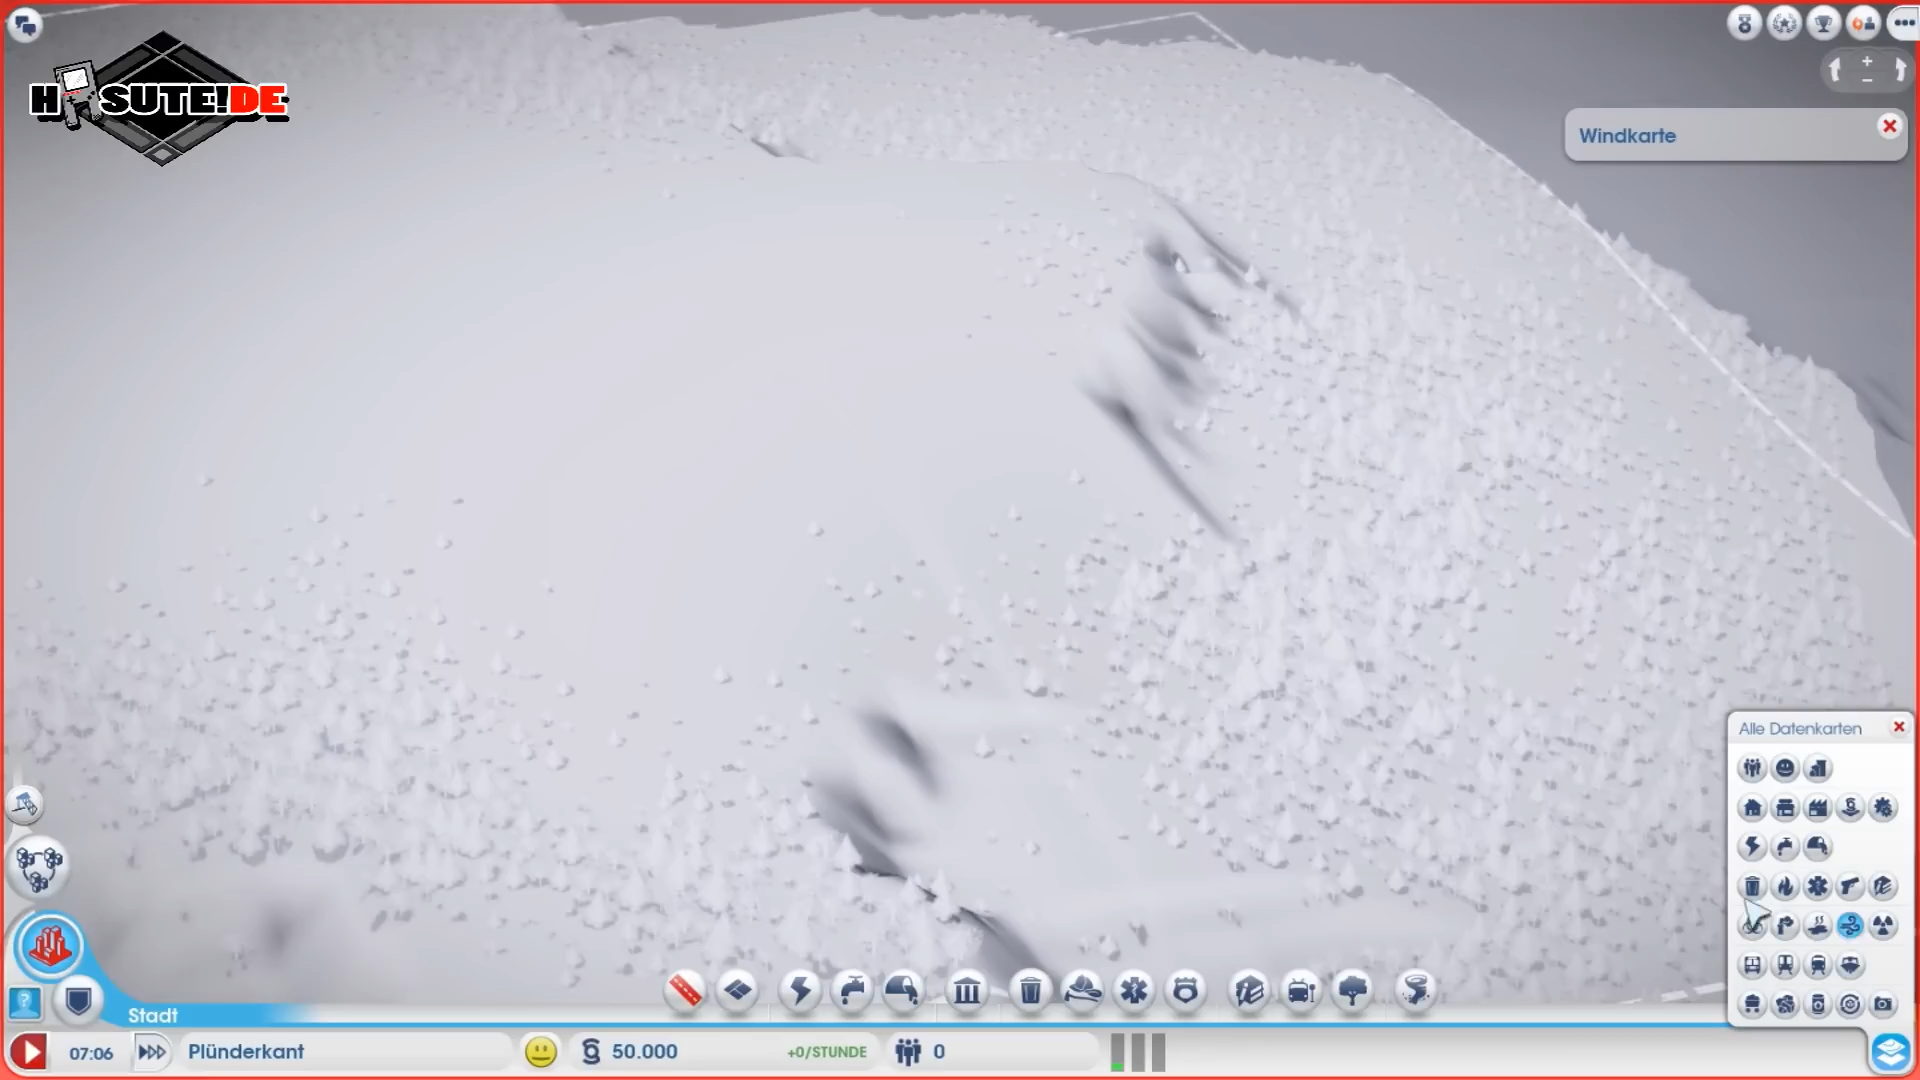 H SUTE!DE
Windkarte
Alle Datenkarten
Stadt
07:06
Plünderkant
50.000
+0/STUNDE
0